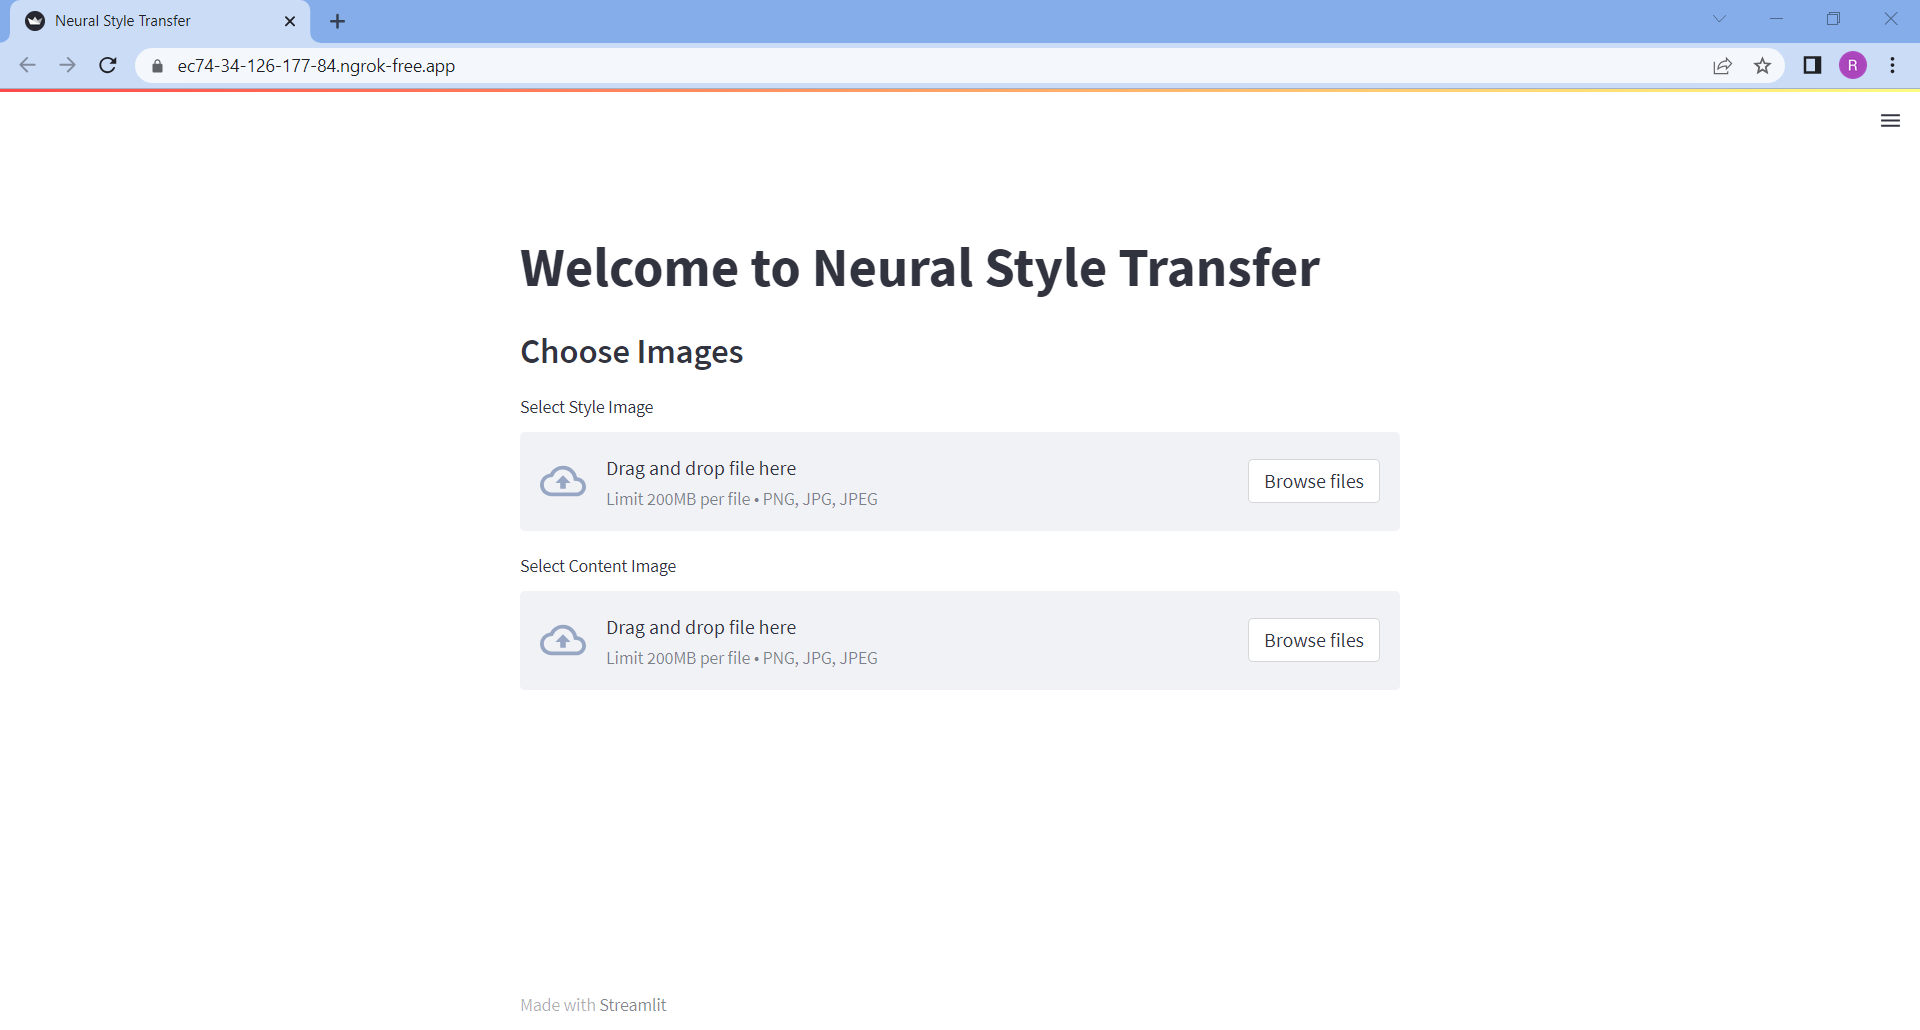 Neural Style Transfer
ec74-34-126-177-84.ngrok-free.app
R
Welcome to Neural Style Transfer
Choose Images
Select Style Image
Drag and drop file here
Limit 200MB per file • PNG, JPG, JPEG
Browse files
Select Content Image
Drag and drop file here
Limit 200MB per file • PNG, JPG, JPEG
Browse files
Made with Streamlit